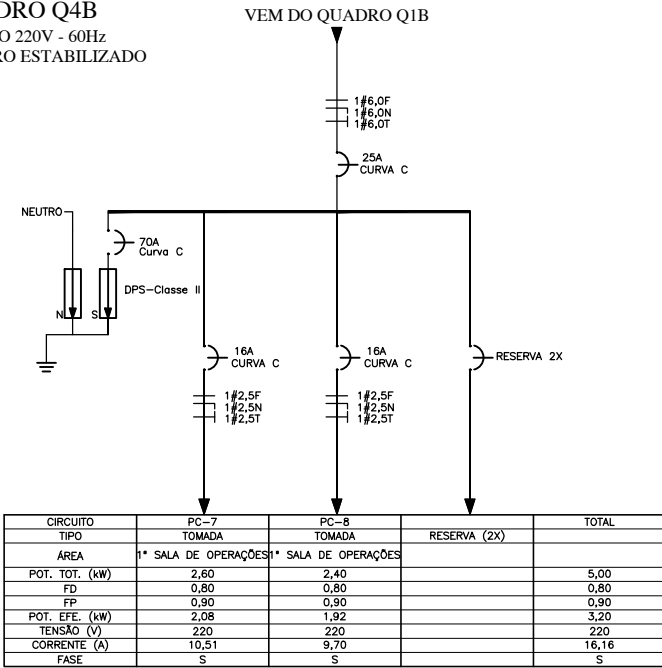 DRO Q4B
O 220V - 60Hz
RO ESTABILIZADO
VEM DO QUADRO Q1B
1#6,0F
1#6,0N
1#6,0T
25A
CURVA C
NEUTRO
70A
Curva C
DPS-Classe II
N
S
16A
CURVA C
16A
CURVA C
RESERVA 2X
1#2,5F
1#2,5N
1#2,5T
1#2,5F
1#2,5N
1#2,5T
CIRCUITO PC-7 PC-8 TOTAL
TIPO TOMADA TOMADA RESERVA (2X)
ÁREA 1° SALA DE OPERAÇÕES 1° SALA DE OPERAÇÕES
POT. TOT. (kW) 2,60 2,40 5,00
FD 0,80 0,80 0,80
FP 0,90 0,90 0,90
POT. EFE. (kW) 2,08 1,92 3,20
TENSÃO (V) 220 220 220
CORRENTE (A) 10,51 9,70 16,16
FASE S S S